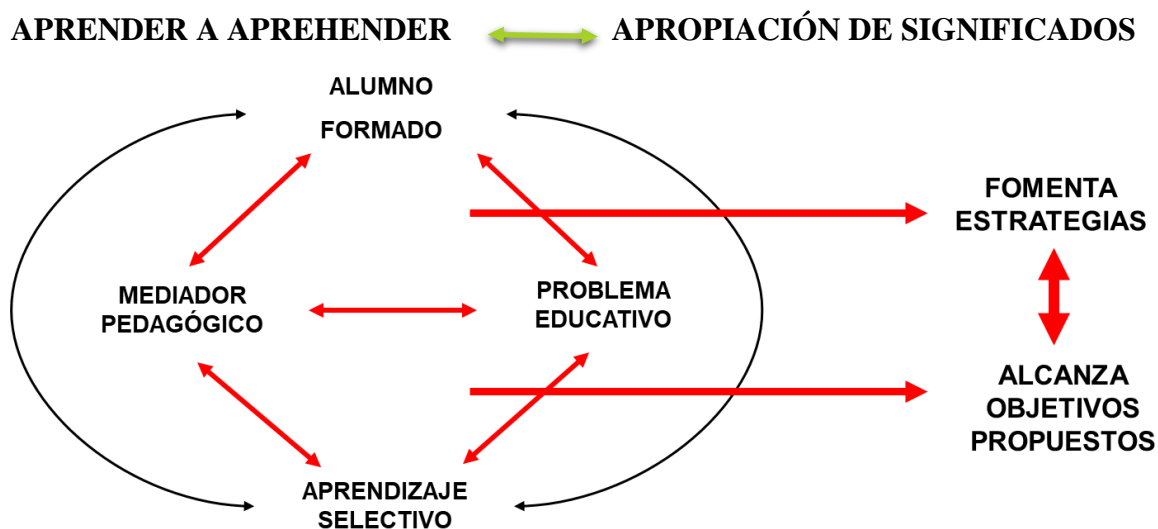 APRENDER A APREHENDER
APROPIACIÓN DE SIGNIFICADOS
ALUMNO
FORMADO
FOMENTA
ESTRATEGIAS
MEDIADOR
PEDAGÓGICO
PROBLEMA
EDUCATIVO
ALCANZA
OBJETIVOS
PROPUESTOS
APRENDIZAJE
SELECTIVO